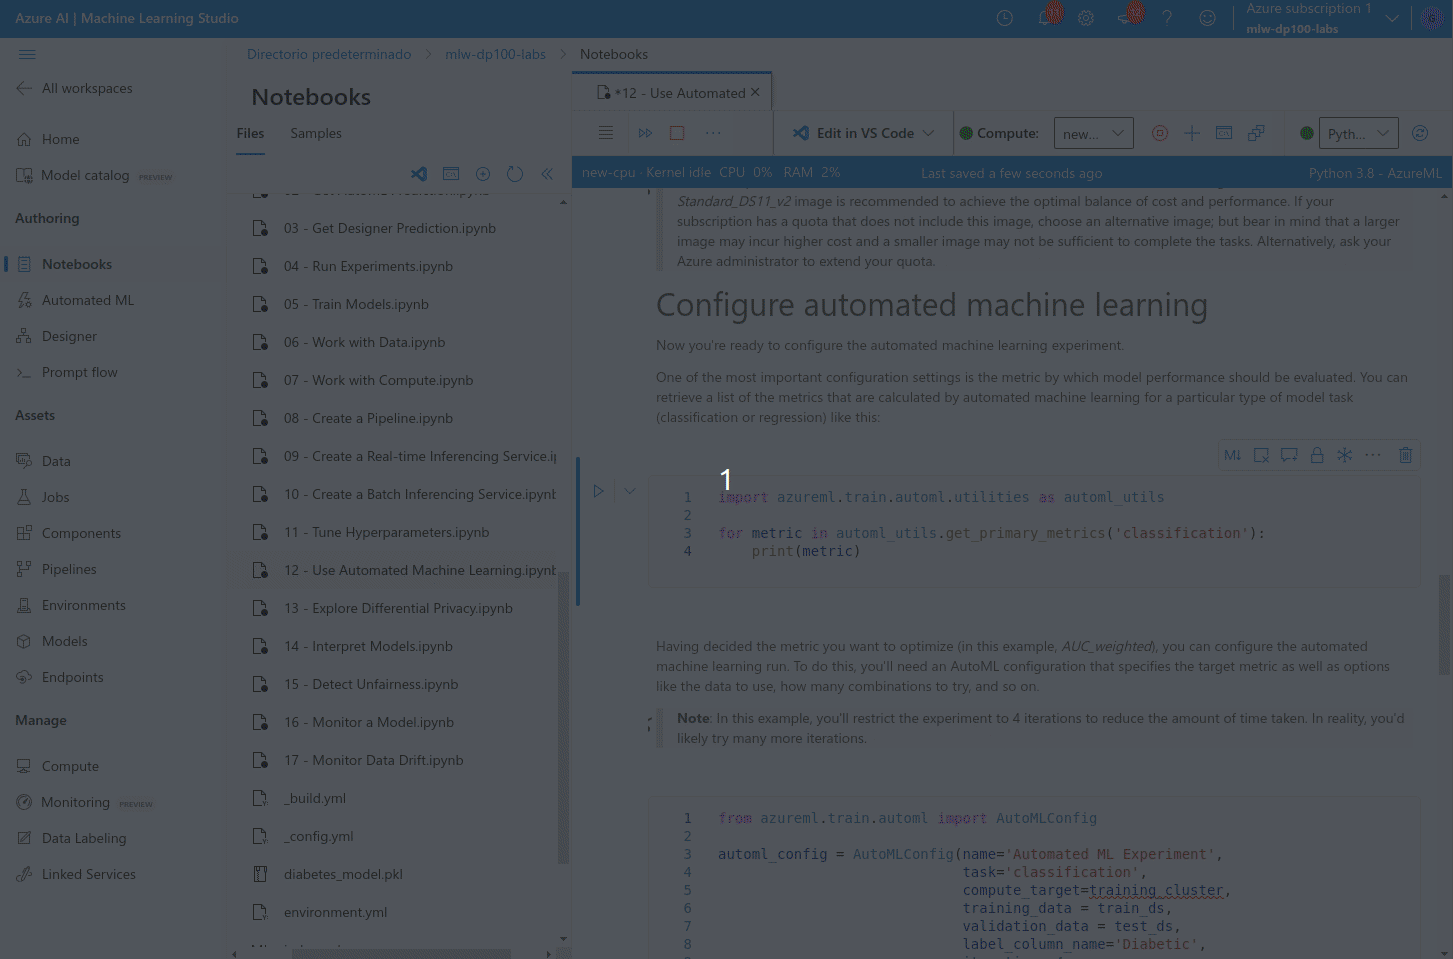 Azure AI | Machine Learning Studio
Azure subscription 1
mlw-dp100-labs
All workspaces
Home
Model catalog PREVIEW
Authoring
Notebooks
Automated ML
Designer
Prompt flow
Assets
Data
Jobs
Components
Pipelines
Environments
Models
Endpoints
Manage
Compute
Monitoring PREVIEW
Data Labeling
Linked Services
Directorio predeterminado > mlw-dp100-labs > Notebooks
Notebooks
Files Samples
03 - Get Designer Prediction.ipynb
04 - Run Experiments.ipynb
05 - Train Models.ipynb
06 - Work with Data.ipynb
07 - Work with Compute.ipynb
08 - Create a Pipeline.ipynb
09 - Create a Real-time Inferencing Service.ip
10 - Create a Batch Inferencing Service.ipynb
11 - Tune Hyperparameters.ipynb
12 - Use Automated Machine Learning.ipynb
13 - Explore Differential Privacy.ipynb
14 - Interpret Models.ipynb
15 - Detect Unfairness.ipynb
16 - Monitor a Model.ipynb
17 - Monitor Data Drift.ipynb
_build.yml
_config.yml
diabetes_model.pkl
environment.yml
*12 - Use Automated
Edit in VS Code
Compute: new...
Pyth...
new-cpu · Kernel idle CPU 0% RAM 2%
Last saved a few seconds ago
Python 3.8 - AzureML
Standard_DS11_v2 image is recommended to achieve the optimal balance of cost and performance. If your
subscription has a quota that does not include this image, choose an alternative image; but bear in mind that a larger
image may incur higher cost and a smaller image may not be sufficient to complete the tasks. Alternatively, ask your
Azure administrator to extend your quota.
Configure automated machine learning
Now you're ready to configure the automated machine learning experiment.
One of the most important configuration settings is the metric by which model performance should be evaluated. You can
retrieve a list of the metrics that are calculated by automated machine learning for a particular type of model task
(classification or regression) like this:
M↓
1
1 import azureml.train.automl.utilities as automl_utils
2
3 for metric in automl_utils.get_primary_metrics('classification'):
4 print(metric)
Having decided the metric you want to optimize (in this example, AUC_weighted), you can configure the automated
machine learning run. To do this, you'll need an AutoML configuration that specifies the target metric as well as options
like the data to use, how many combinations to try, and so on.
Note: In this example, you'll restrict the experiment to 4 iterations to reduce the amount of time taken. In reality, you'd
likely try many more iterations.
1 from azureml.train.automl import AutoMLConfig
2
3 automl_config = AutoMLConfig(name='Automated ML Experiment',
4 task='classification',
5 compute_target=training_cluster,
6 training_data = train_ds,
7 validation_data = test_ds,
8 label_column_name='Diabetic',